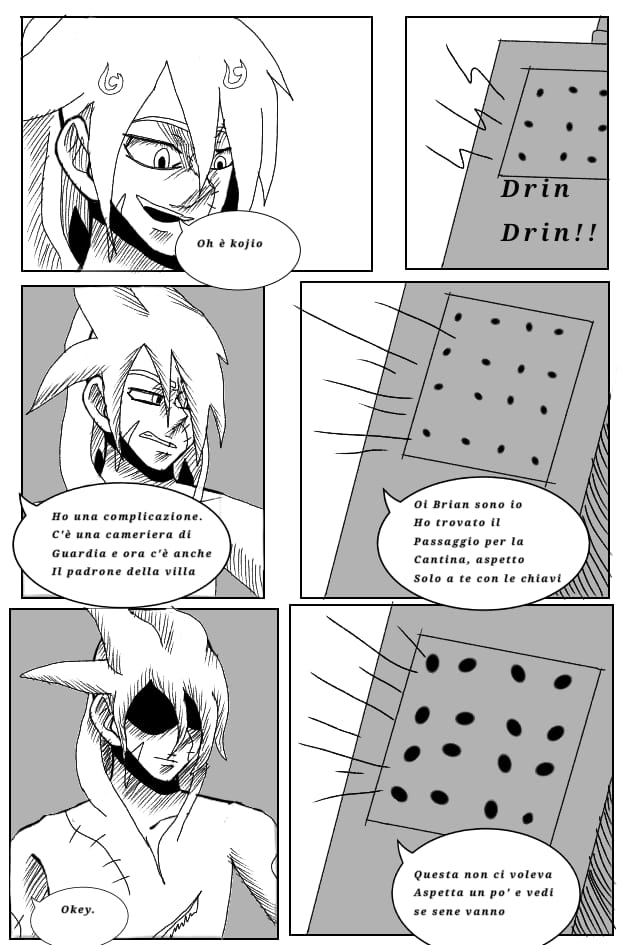 Drin
Drin!!
Oh è kojio
Oi Brian sono io
Ho trovato il
Passaggio per la
Cantina, aspetto
Solo a te con le chiavi
Ho una complicazione.
C'è una cameriera di
Guardia e ora c'è anche
Il padrone della villa
Questa non ci voleva
Aspetta un po' e vedi
se sene vanno
Okey.